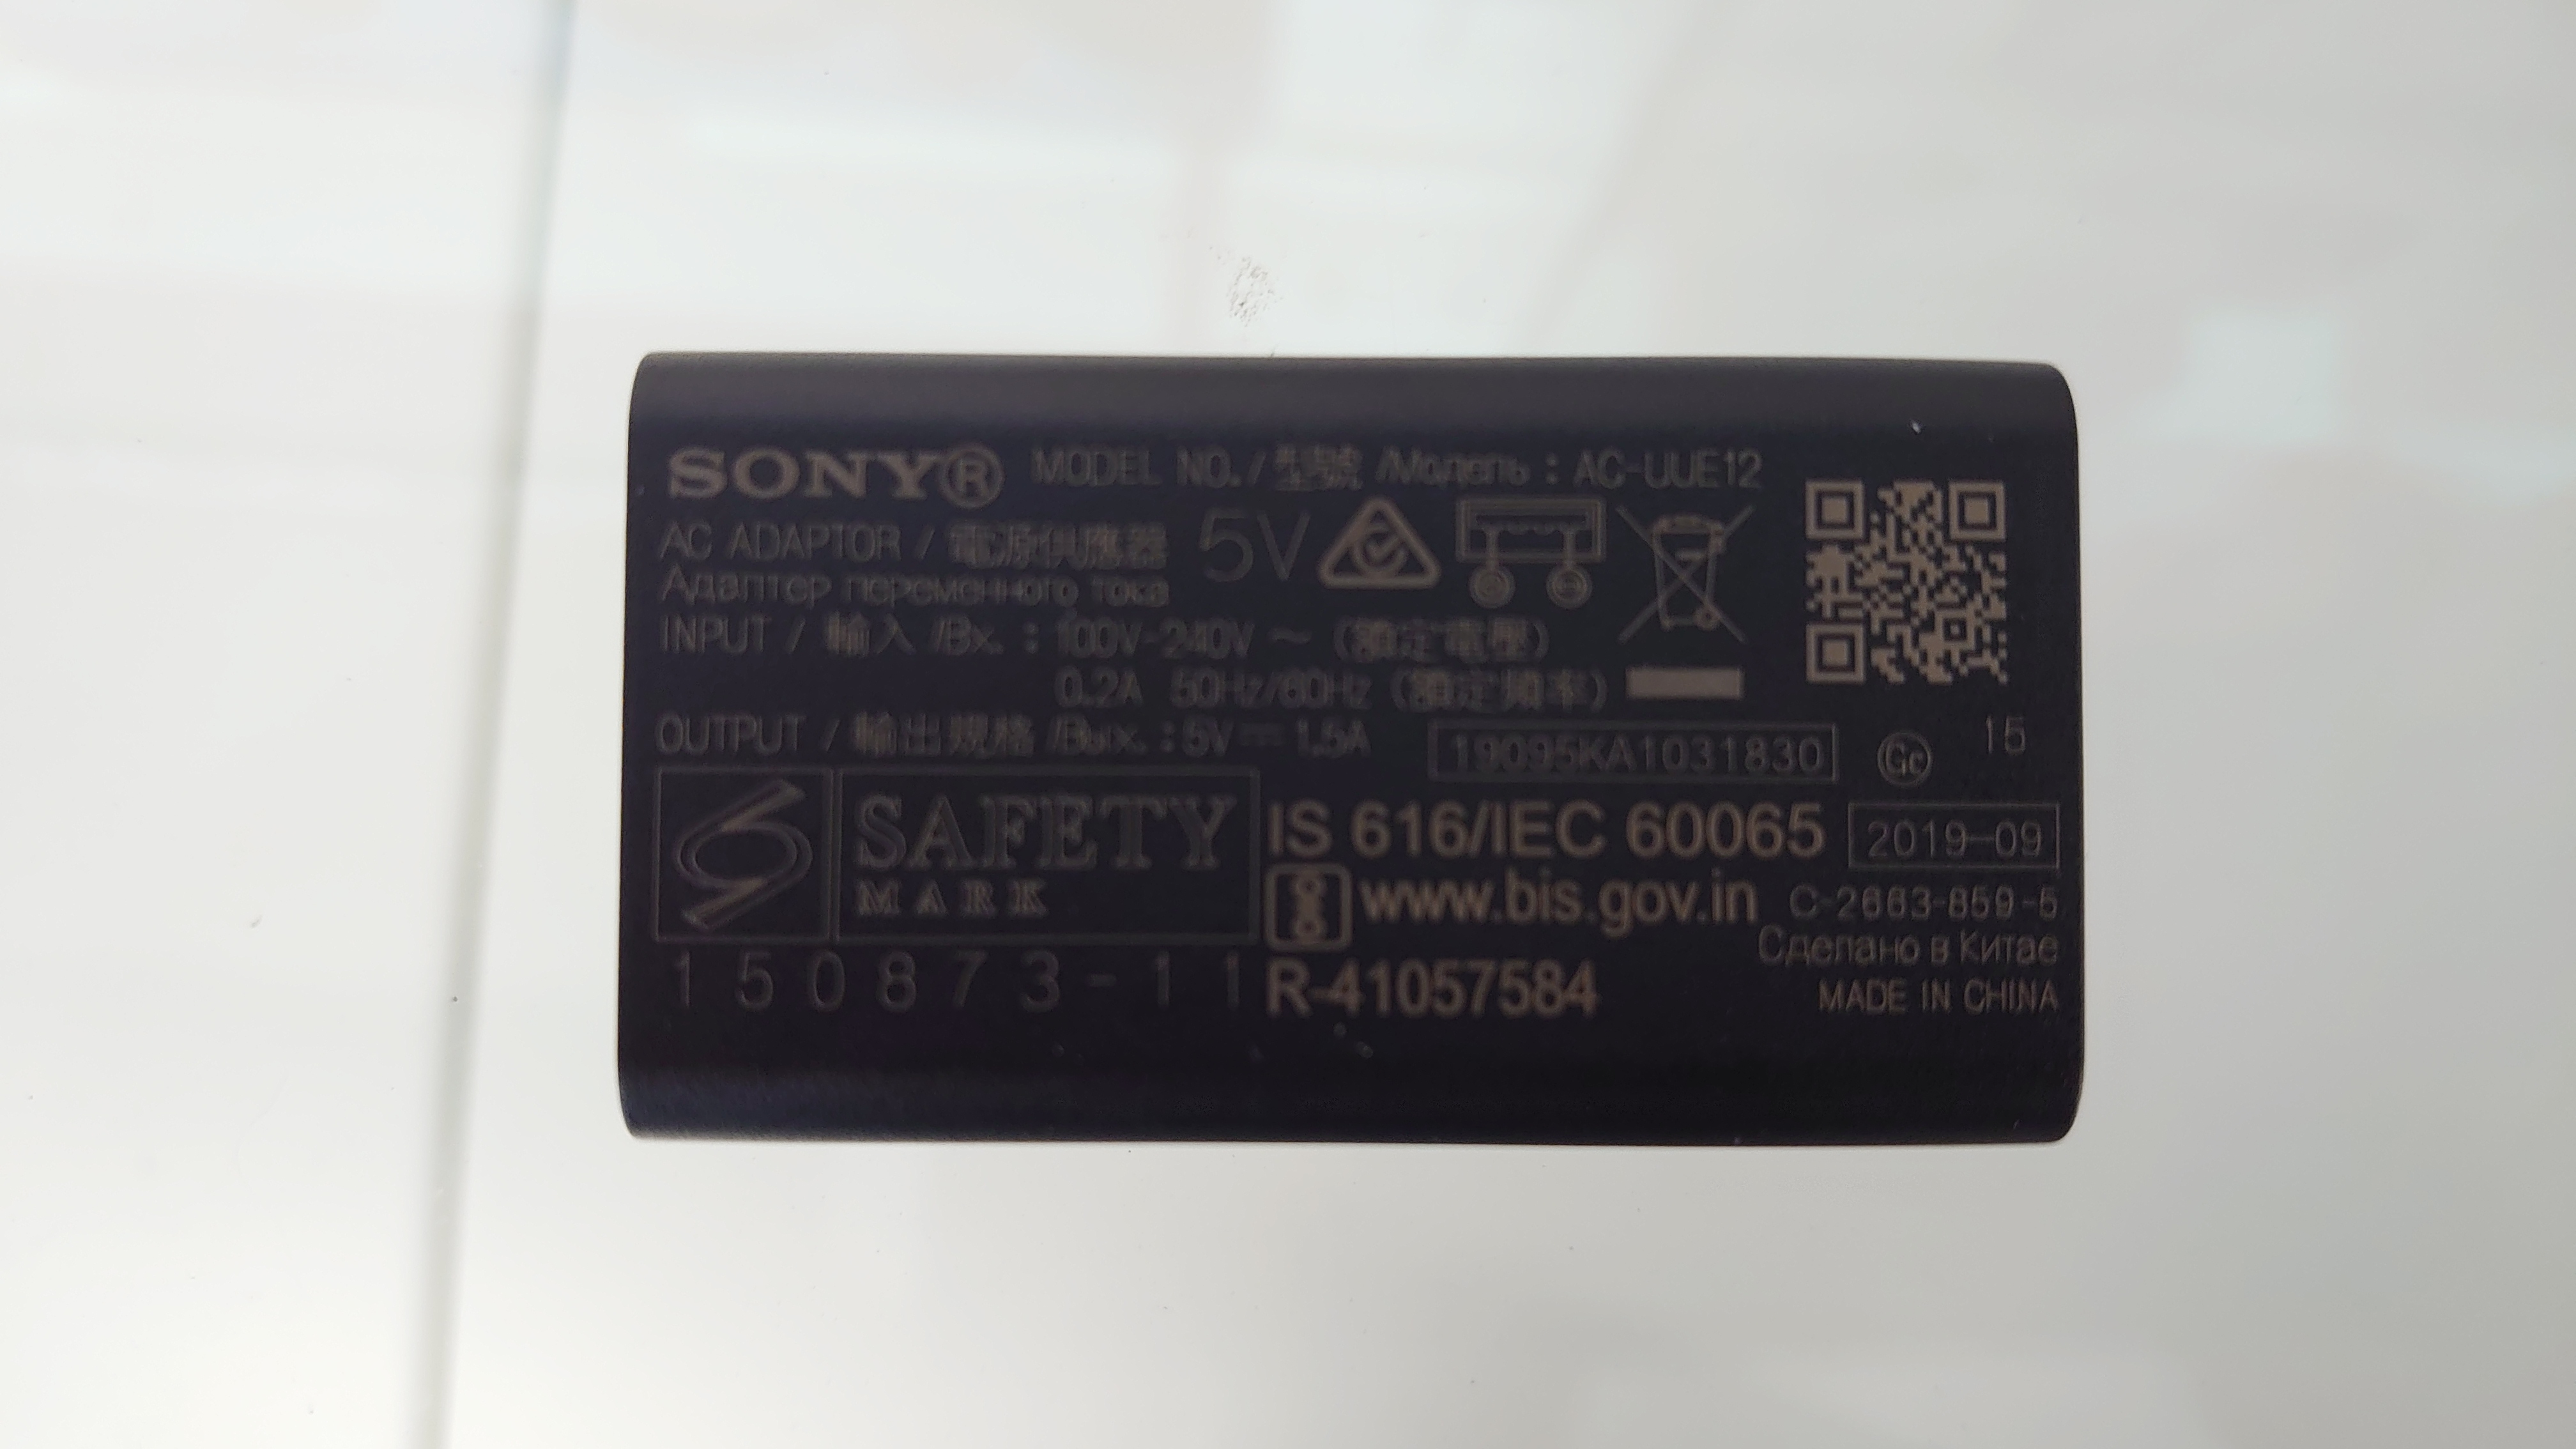 SONY® MODEL NO./型號/Модель : AC-UUE12
AC ADAPTOR / 電源供應器 5V
Адаптер переменного тока
INPUT / 輸入 /Вх. : 100V-240V ~ (額定電壓)
0.2A 50Hz/60Hz (額定頻率)
OUTPUT / 輸出規格 /Вых. : 5V ⎓ 1.5A
19095KA1031830
Gc
15
SAFETY
MARK
150873-11
IS 616/IEC 60065
www.bis.gov.in
R-41057584
2019-09
C-2663-859-5
Сделано в Китае
MADE IN CHINA